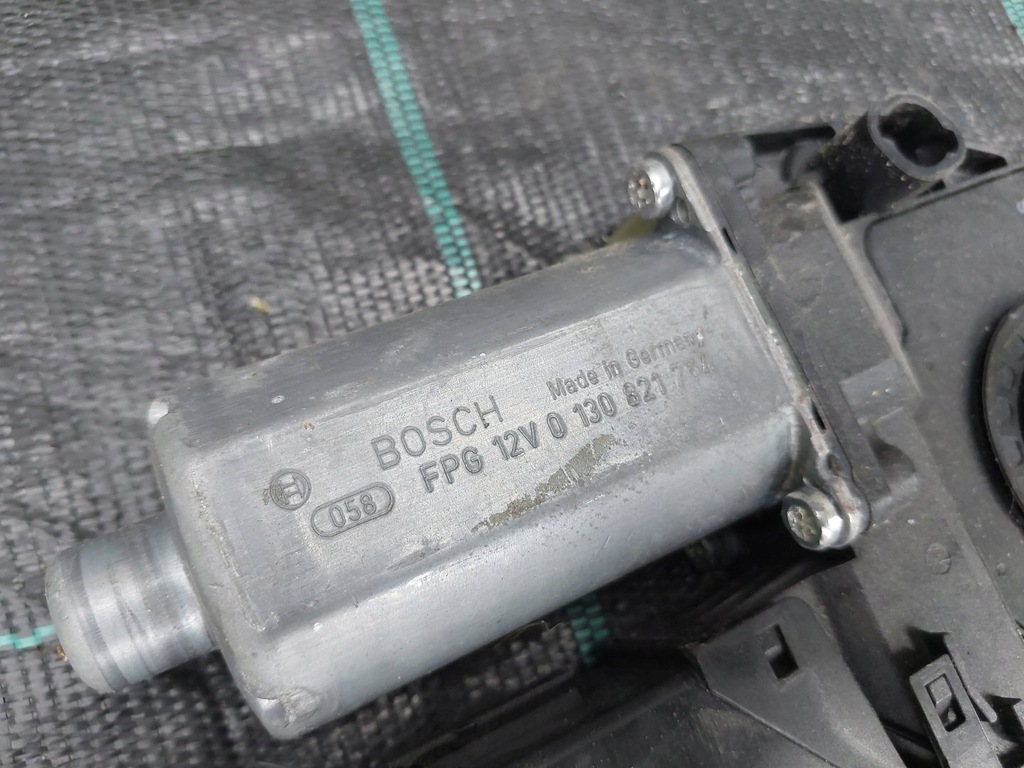 BOSCH Made in Germany
058 FPG 12V 0 130 821